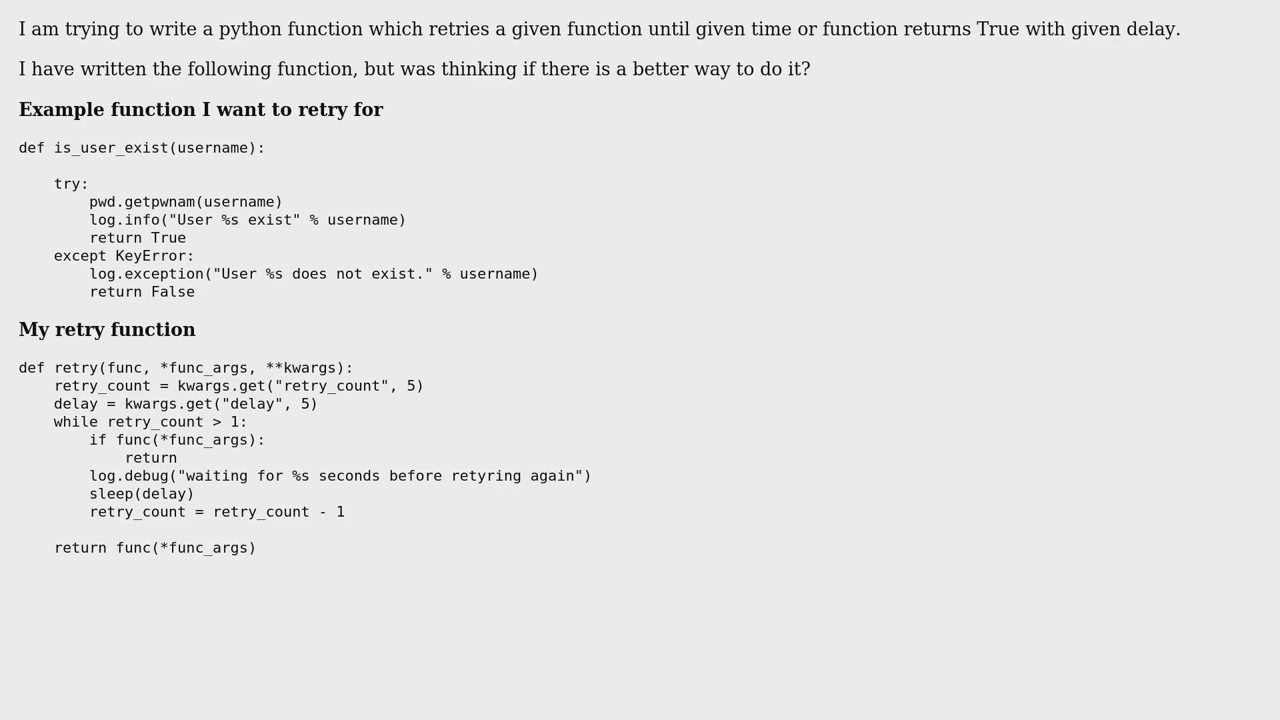 I am trying to write a python function which retries a given function until given time or function returns True with given delay.
I have written the following function, but was thinking if there is a better way to do it?
Example function I want to retry for
def is_user_exist(username):

    try:
        pwd.getpwnam(username)
        log.info("User %s exist" % username)
        return True
    except KeyError:
        log.exception("User %s does not exist." % username)
        return False
My retry function
def retry(func, *func_args, **kwargs):
    retry_count = kwargs.get("retry_count", 5)
    delay = kwargs.get("delay", 5)
    while retry_count > 1:
        if func(*func_args):
            return
        log.debug("waiting for %s seconds before retyring again")
        sleep(delay)
        retry_count = retry_count - 1

    return func(*func_args)